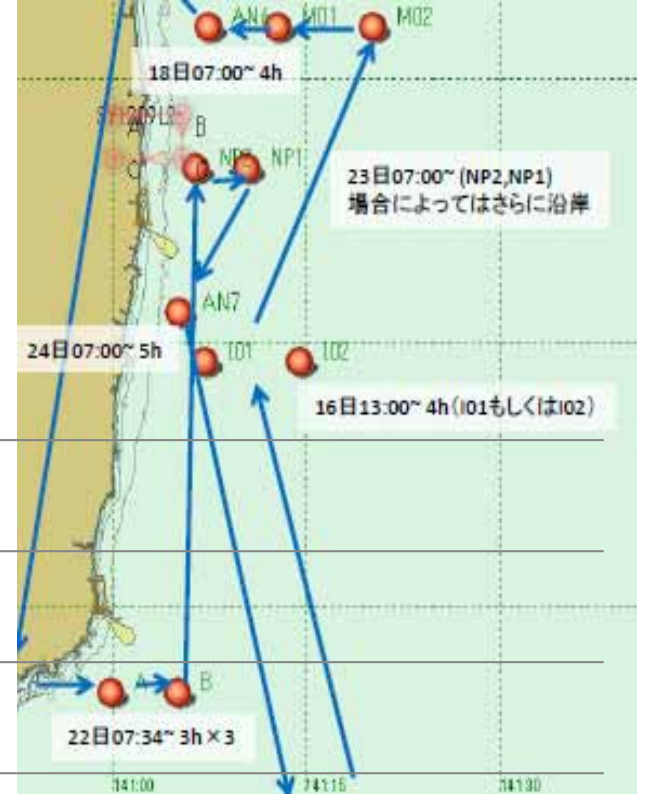 AN6 M01 M02
18日07:00~ 4h
B
NP1
23日07:00~ (NP2,NP1)
場合によってはさらに沿岸
AN7
24日07:00~ 5h
I01 I02
16日13:00~ 4h(I01もしくはI02)
A B
22日07:34~ 3h×3
141:00 141:15 141:30